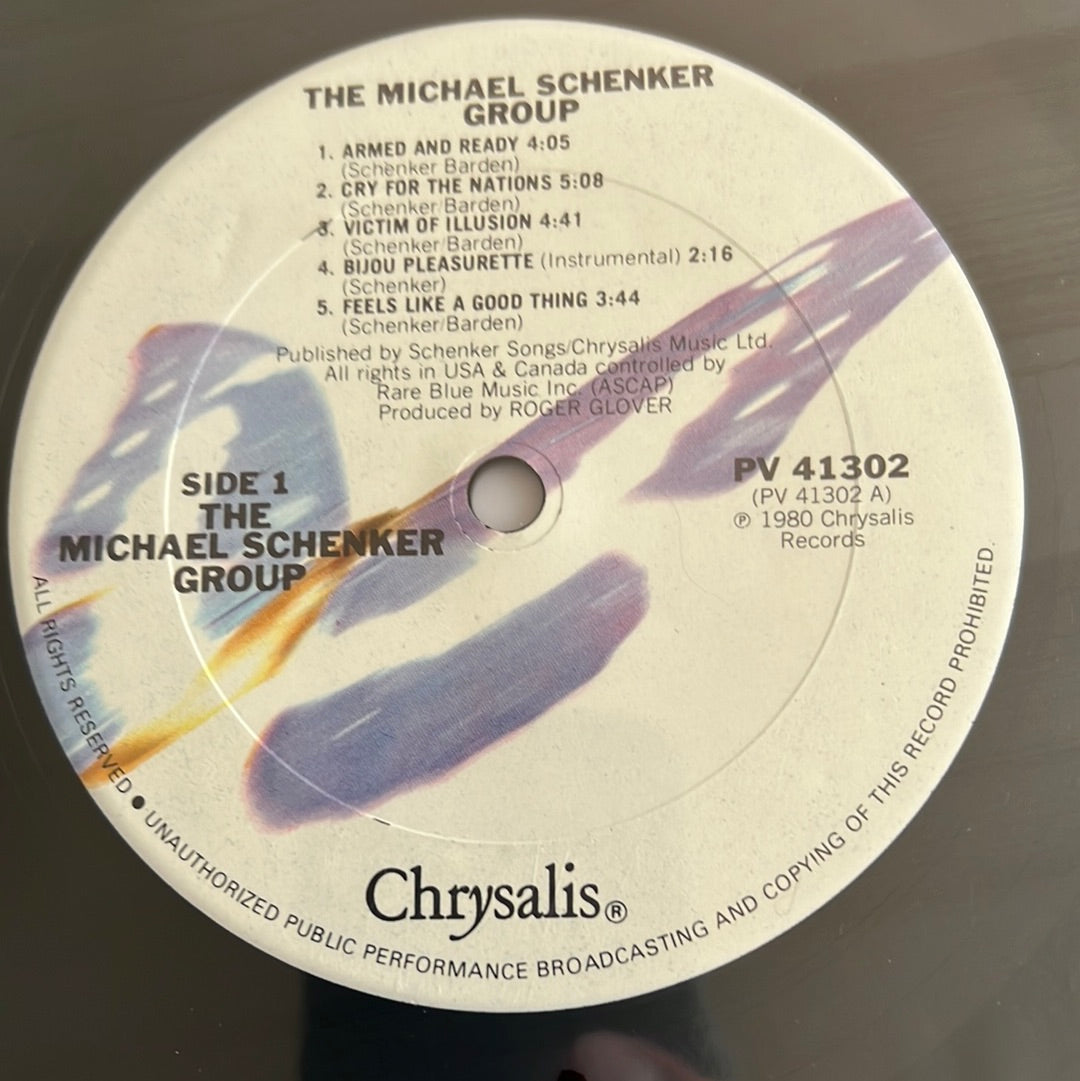 THE MICHAEL SCHENKER
GROUP
1. ARMED AND READY 4:05
(Schenker Barden)
2. CRY FOR THE NATIONS 5:08
(Schenker/Barden)
3. VICTIM OF ILLUSION 4:41
(Schenker/Barden)
4. BIJOU PLEASURETTE (Instrumental) 2:16
(Schenker)
5. FEELS LIKE A GOOD THING 3:44
(Schenker/Barden)
Published by Schenker Songs/Chrysalis Music Ltd.
All rights in USA & Canada controlled by
Rare Blue Music Inc. (ASCAP)
Produced by ROGER GLOVER
SIDE 1
THE
MICHAEL SCHENKER
GROUP
PV 41302
(PV 41302 A)
℗ 1980 Chrysalis
Records
Chrysalis®
ALL RIGHTS RESERVED ● UNAUTHORIZED PUBLIC PERFORMANCE BROADCASTING AND COPYING OF THIS RECORD PROHIBITED.